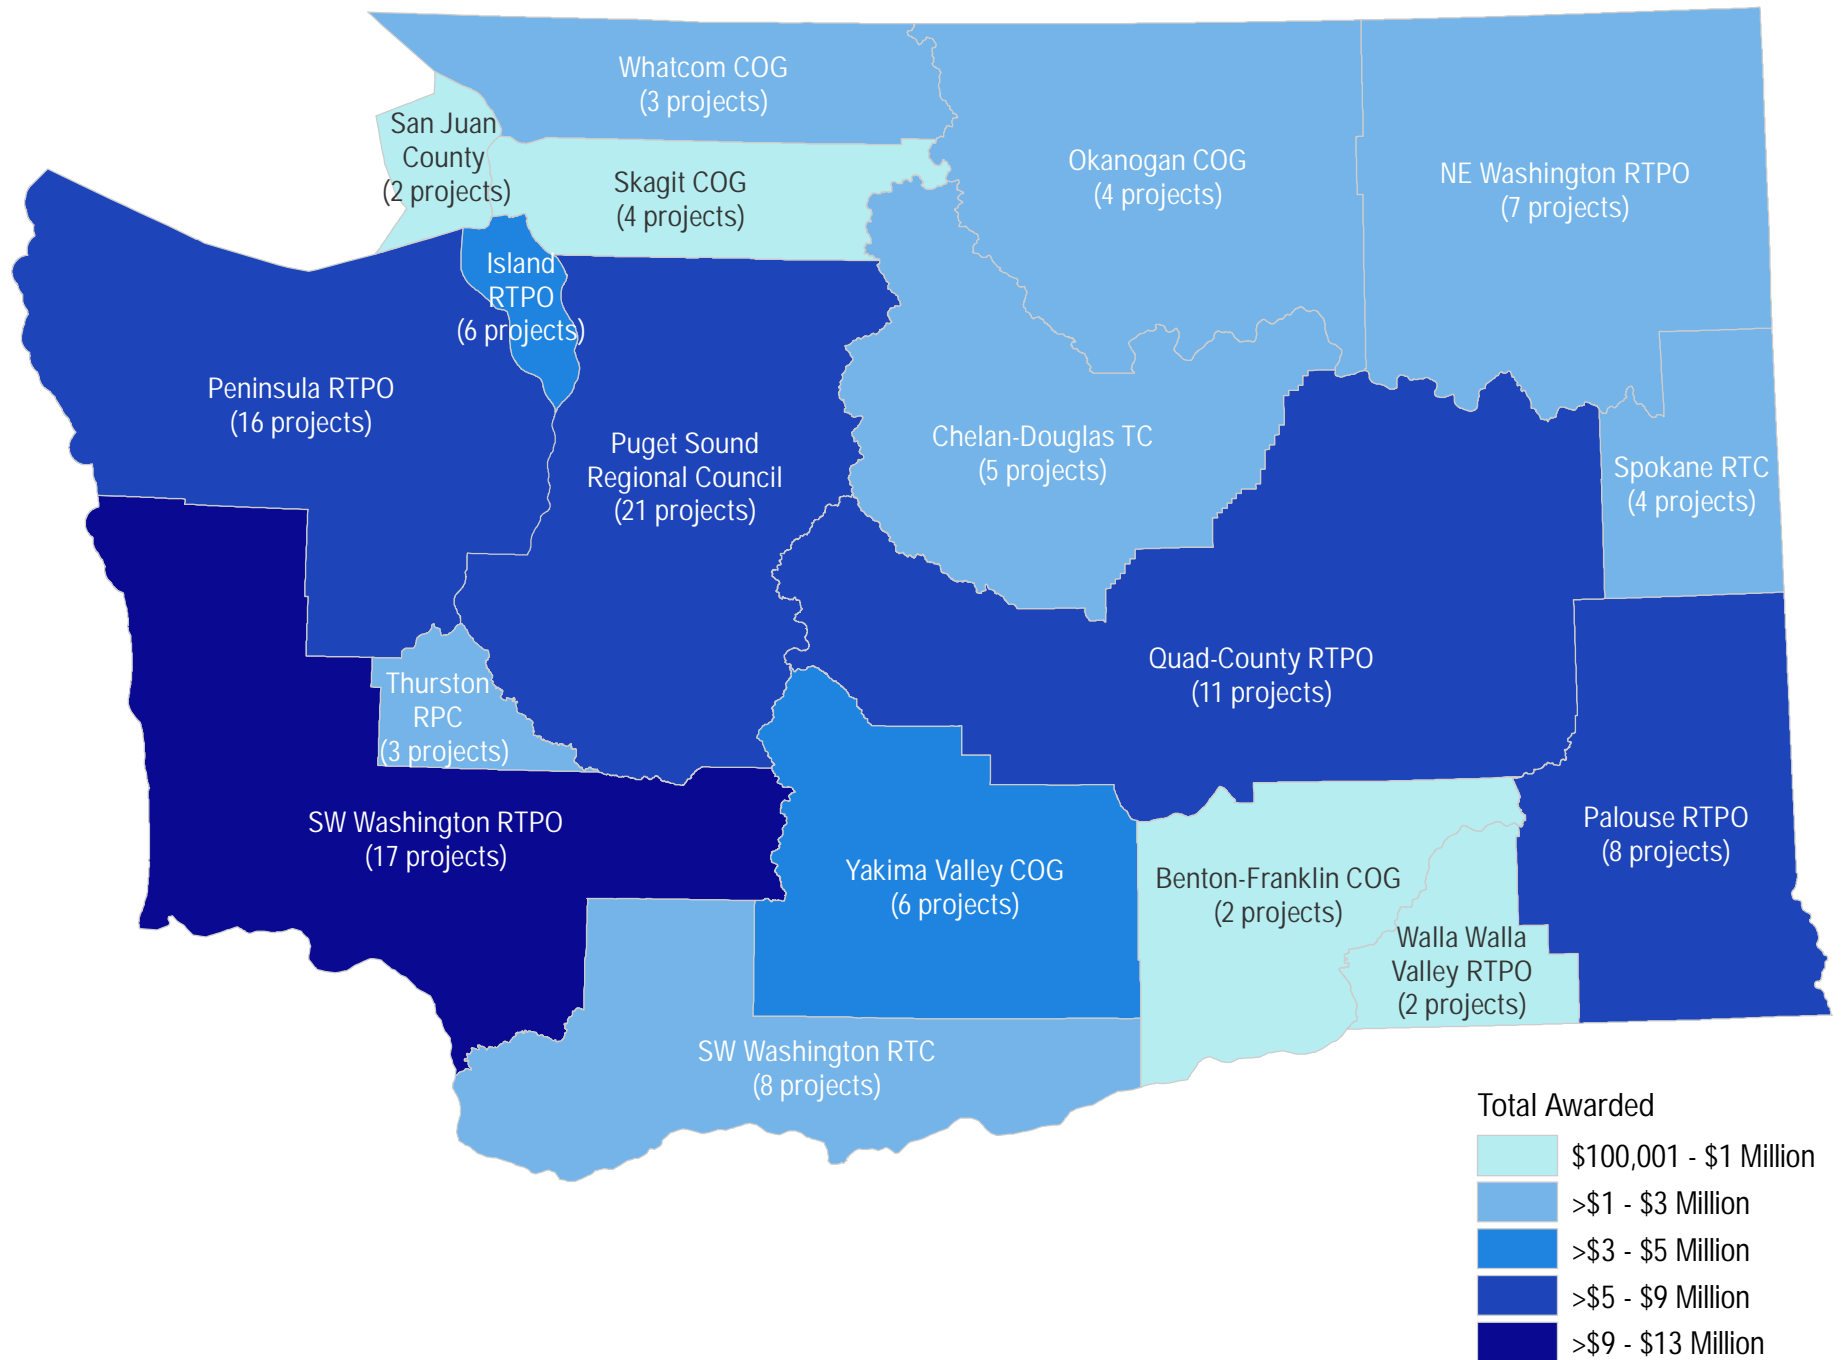 Whatcom COG
(3 projects)
San Juan
County
(2 projects)
Skagit COG
(4 projects)
Okanogan COG
(4 projects)
NE Washington RTPO
(7 projects)
Island
RTPO
(6 projects)
Peninsula RTPO
(16 projects)
Puget Sound
Regional Council
(21 projects)
Chelan-Douglas TC
(5 projects)
Spokane RTC
(4 projects)
Quad-County RTPO
(11 projects)
Thurston
RPC
(3 projects)
SW Washington RTPO
(17 projects)
Yakima Valley COG
(6 projects)
Benton-Franklin COG
(2 projects)
Palouse RTPO
(8 projects)
Walla Walla
Valley RTPO
(2 projects)
SW Washington RTC
(8 projects)
Total Awarded
$100,001 - $1 Million
>$1 - $3 Million
>$3 - $5 Million
>$5 - $9 Million
>$9 - $13 Million